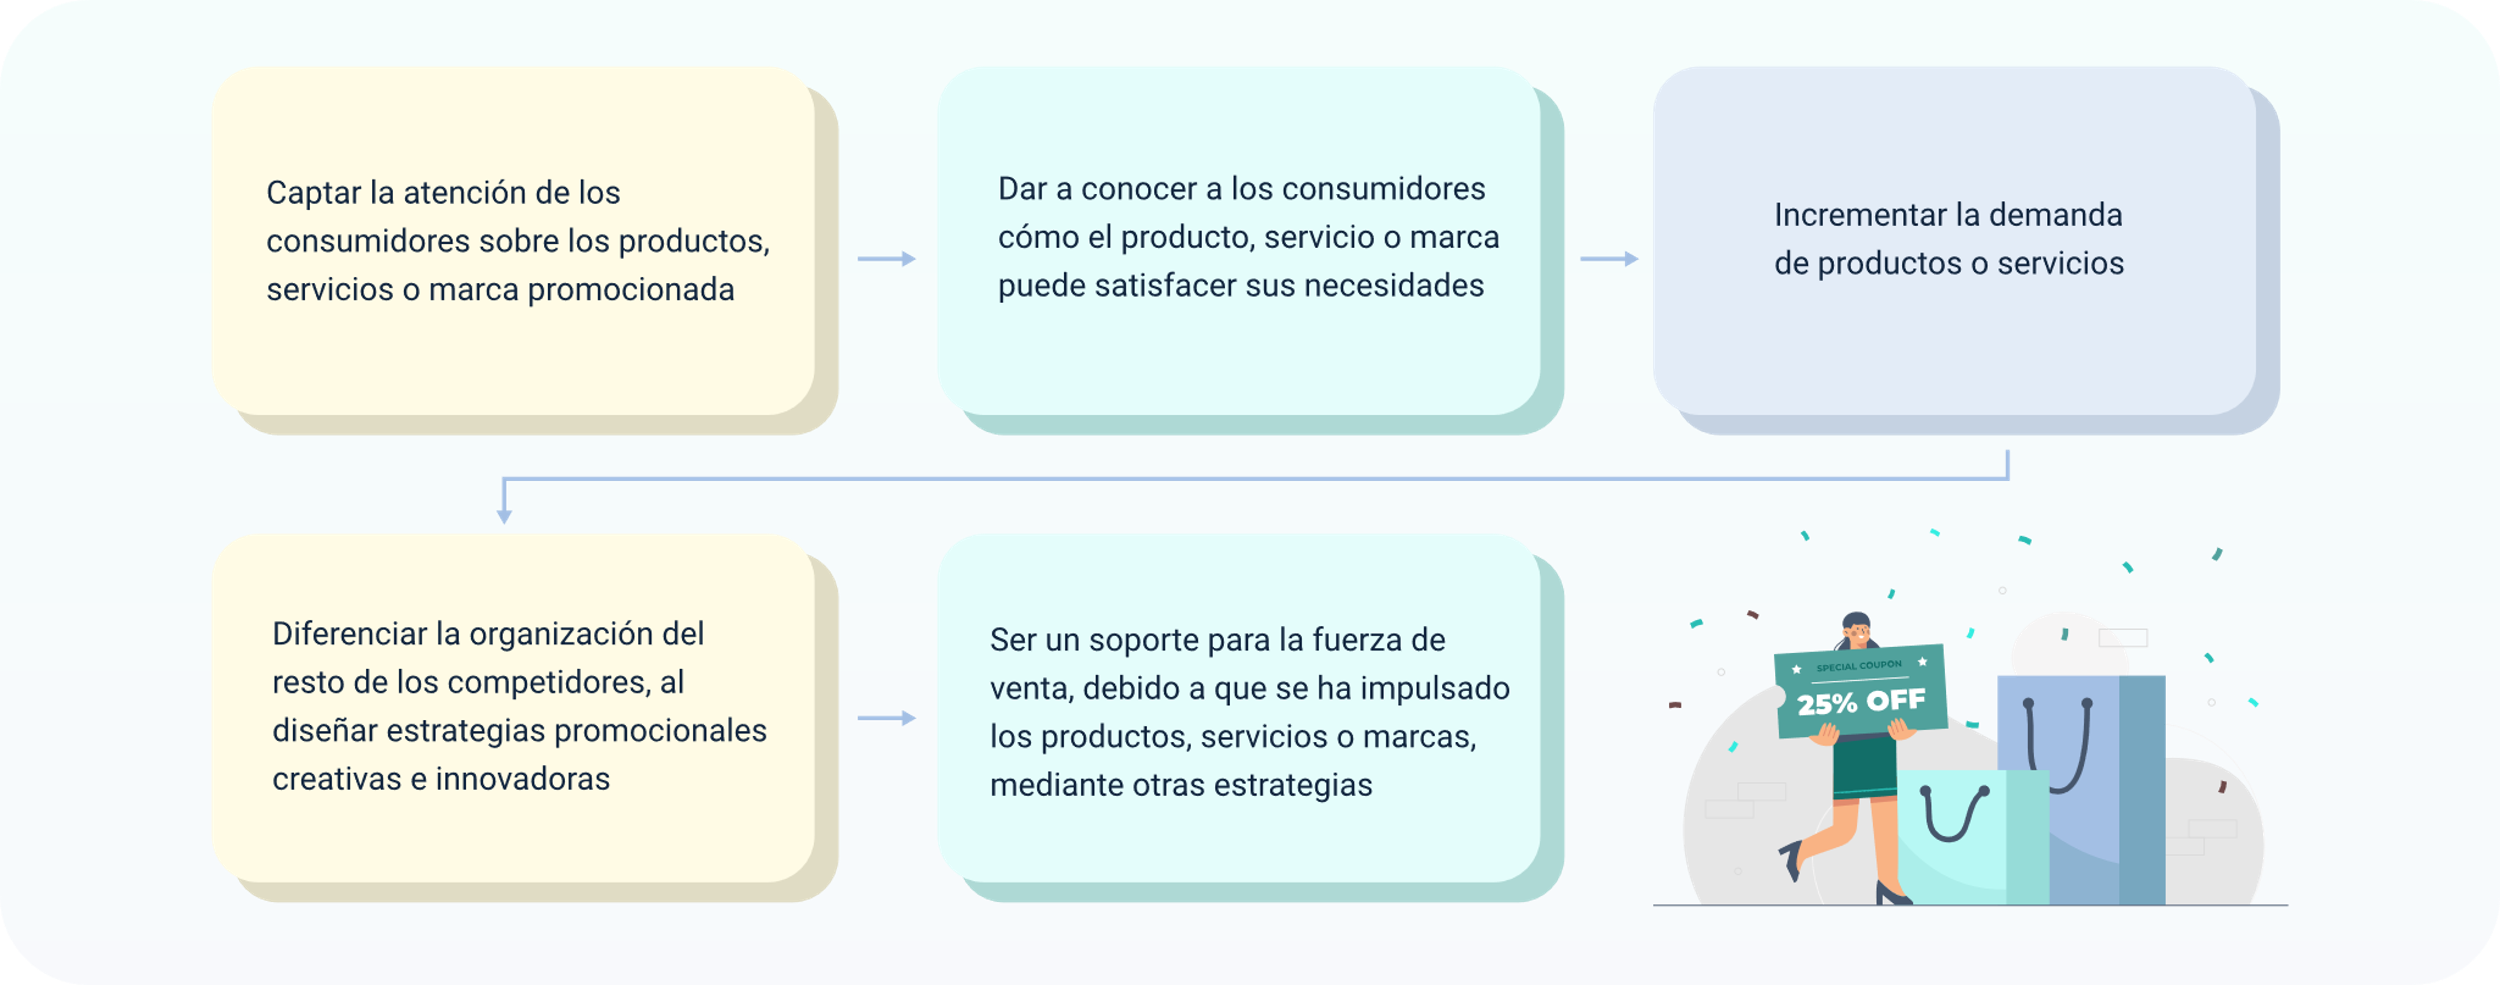 Captar la atención de los
consumidores sobre los productos,
servicios o marca promocionada
Dar a conocer a los consumidores
cómo el producto, servicio o marca
puede satisfacer sus necesidades
Incrementar la demanda
de productos o servicios
Diferenciar la organización del
resto de los competidores, al
diseñar estrategias promocionales
creativas e innovadoras
Ser un soporte para la fuerza de
venta, debido a que se ha impulsado
los productos, servicios o marcas,
mediante otras estrategias
SPECIAL COUPON
25% OFF